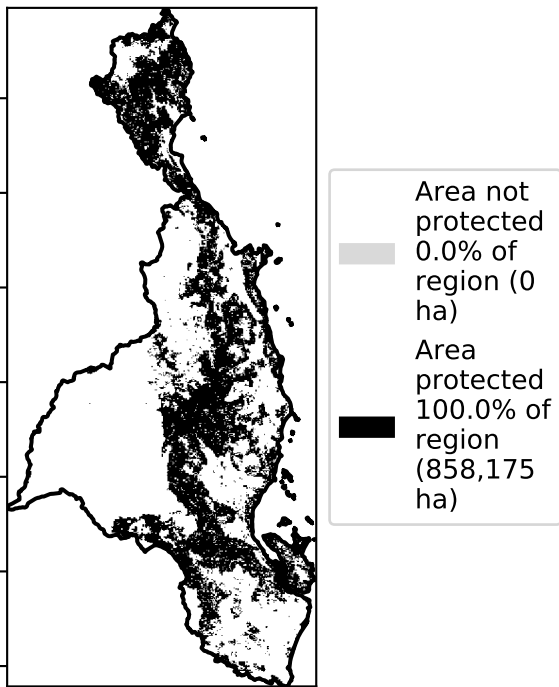 Area not
protected
0.0% of
region (0
ha)
Area
protected
100.0% of
region
(858,175
ha)